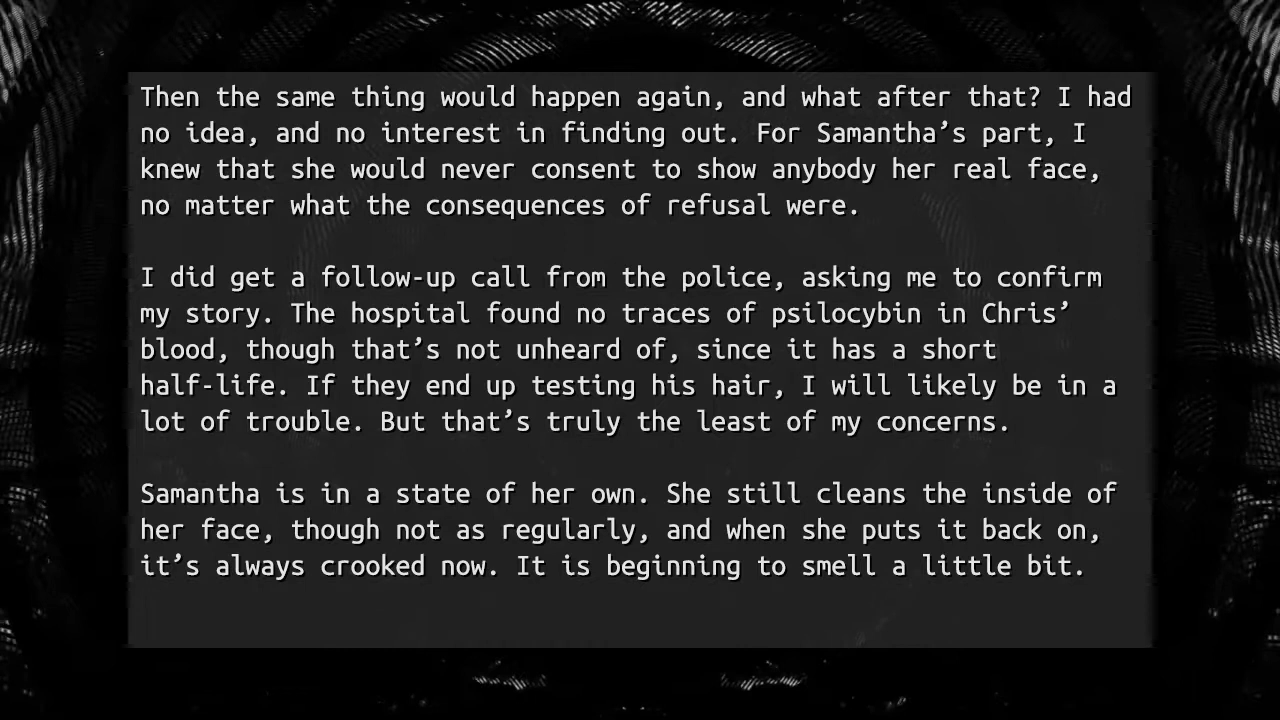 Then the same thing would happen again, and what after that? I had
no idea, and no interest in finding out. For Samantha’s part, I
knew that she would never consent to show anybody her real face,
no matter what the consequences of refusal were.
I did get a follow-up call from the police, asking me to confirm
my story. The hospital found no traces of psilocybin in Chris’
blood, though that’s not unheard of, since it has a short
half-life. If they end up testing his hair, I will likely be in a
lot of trouble. But that’s truly the least of my concerns.
Samantha is in a state of her own. She still cleans the inside of
her face, though not as regularly, and when she puts it back on,
it’s always crooked now. It is beginning to smell a little bit.